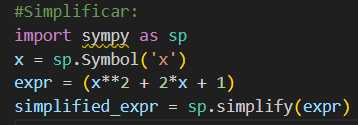 #Simplificar:
import sympy as sp
x = sp.Symbol('x')
expr = (x**2 + 2*x + 1)
simplified_expr = sp.simplify(expr)